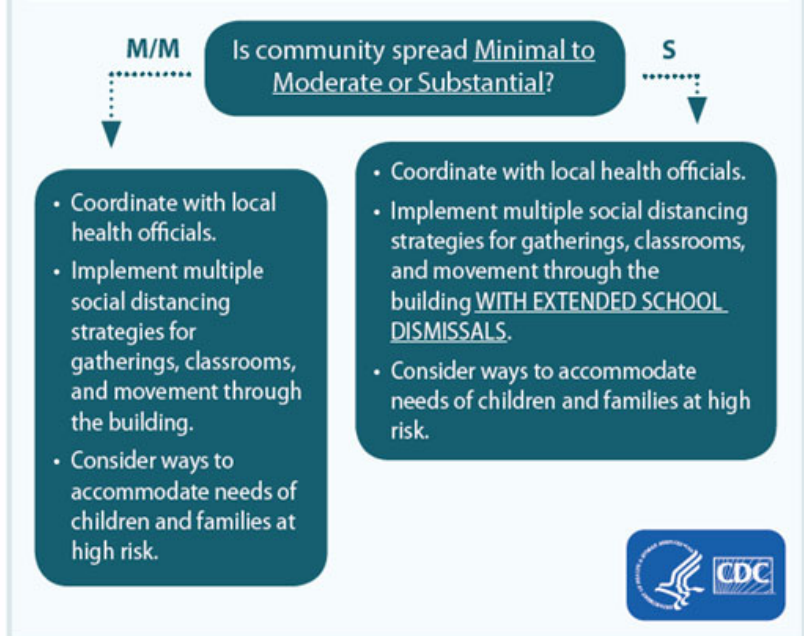 M/M
Is community spread Minimal to
Moderate or Substantial?
S
• Coordinate with local
health officials.
• Implement multiple
social distancing
strategies for
gatherings, classrooms,
and movement through
the building.
• Consider ways to
accommodate needs of
children and families at
high risk.
• Coordinate with local health officials.
• Implement multiple social distancing
strategies for gatherings, classrooms,
and movement through the
building WITH EXTENDED SCHOOL
DISMISSALS.
• Consider ways to accommodate
needs of children and families at high
risk.
CDC